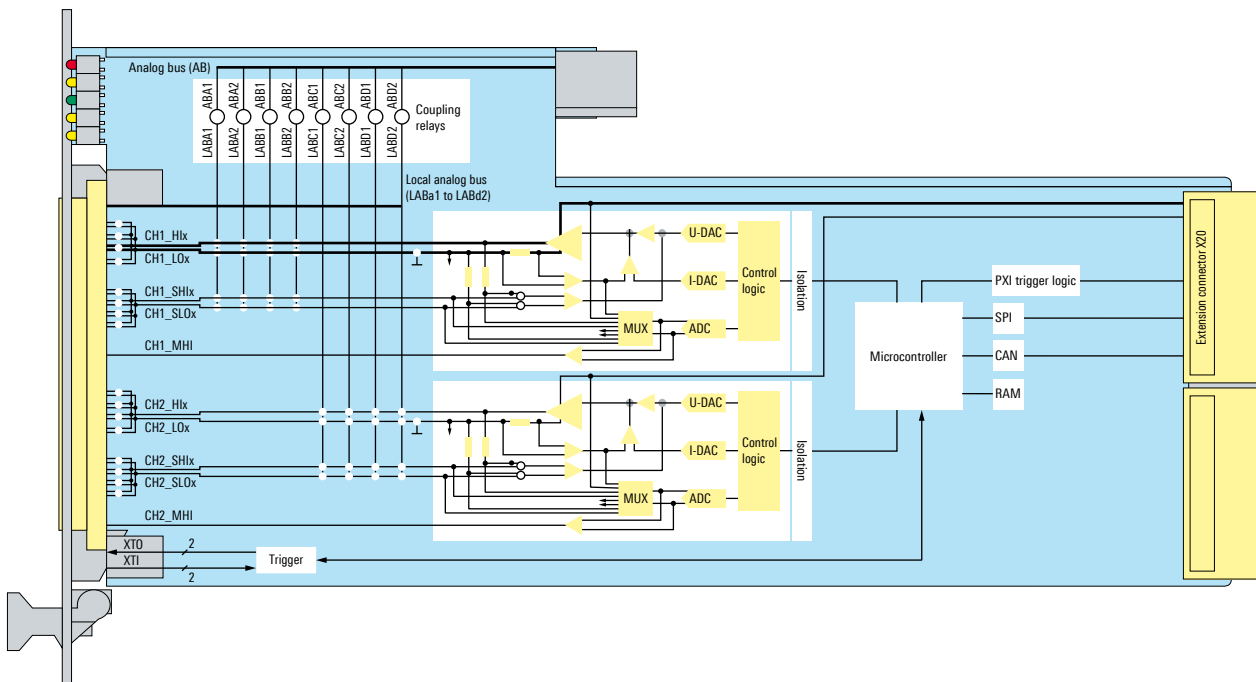 Analog bus (AB)
ABA1
ABA2
ABB1
ABB2
ABC1
ABC2
ABD1
ABD2
Coupling
relays
LABA1
LABA2
LABB1
LABB2
LABC1
LABC2
LABD1
LABD2
Local analog bus
(LABa1 to LABd2)
CH1_HIx
CH1_LOx
CH1_SHIx
CH1_SLOx
CH1_MHI
U-DAC
I-DAC
Control
logic
MUX
ADC
Isolation
CH2_HIx
CH2_LOx
CH2_SHIx
CH2_SLOx
CH2_MHI
U-DAC
I-DAC
Control
logic
MUX
ADC
Isolation
Microcontroller
PXI trigger logic
SPI
CAN
RAM
Extension connector X20
XTO
2
XTI
2
Trigger